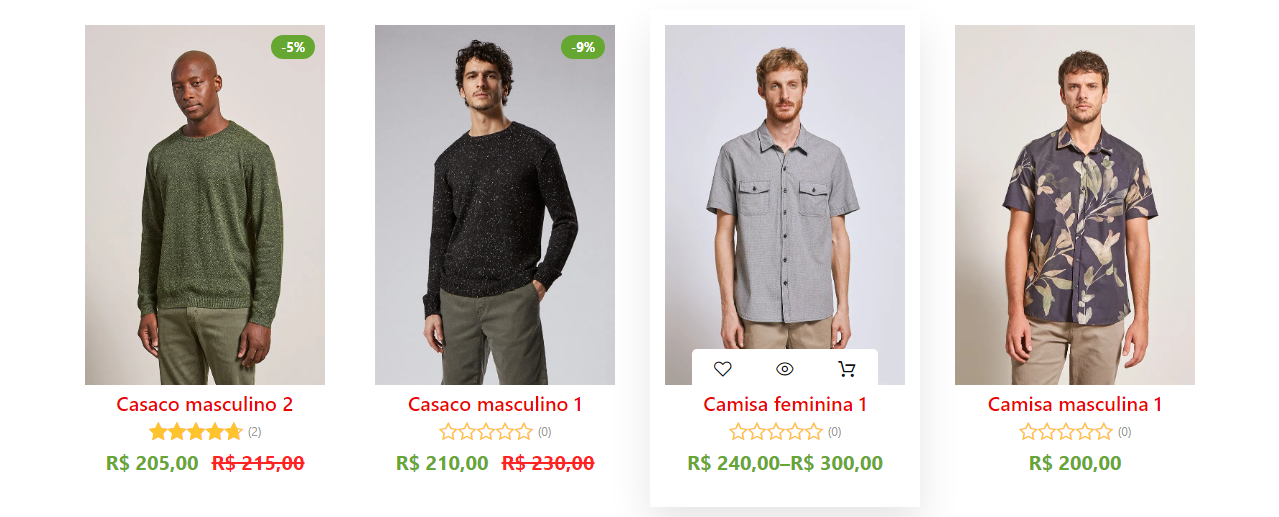 -5%
-9%
Casaco masculino 2
Casaco masculino 1
Camisa feminina 1
Camisa masculina 1
(2)
(0)
(0)
(0)
R$ 205,00 R$ 215,00
R$ 210,00 R$ 230,00
R$ 240,00–R$ 300,00
R$ 200,00